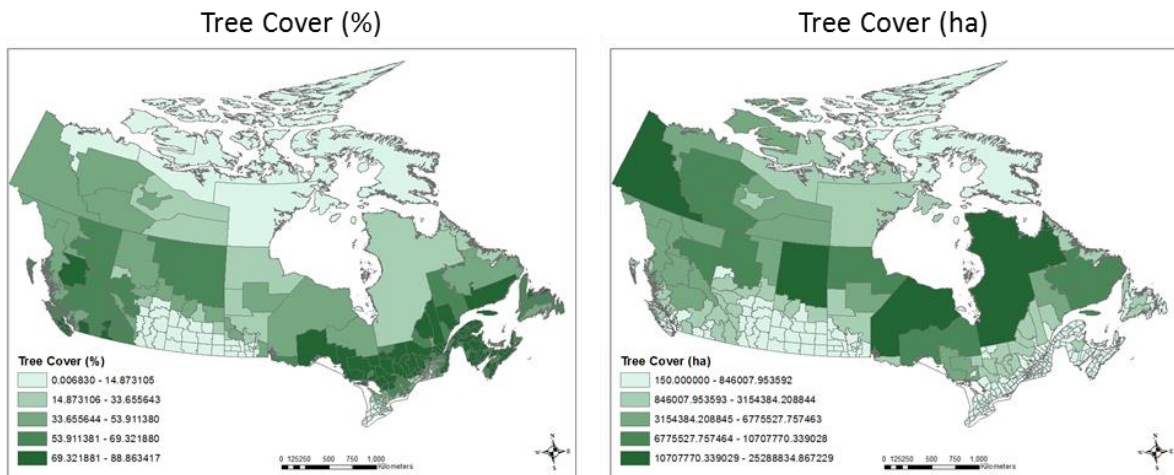 Tree Cover (%)
Tree Cover (ha)
Tree Cover (%)
0.006830 - 14.873105
14.873106 - 33.655643
33.655644 - 53.911380
53.911381 - 69.321880
69.321881 - 88.863417
N
W
E
S
0 125250 500 750 1,000
Kilometers
Tree Cover (ha)
150.000000 - 846007.953592
846007.953593 - 3154384.208844
3154384.208845 - 6775527.757463
6775527.757464 - 10707770.339028
10707770.339029 - 25288834.867229
N
W
E
S
0 125250 500 750 1,000
Kilometers